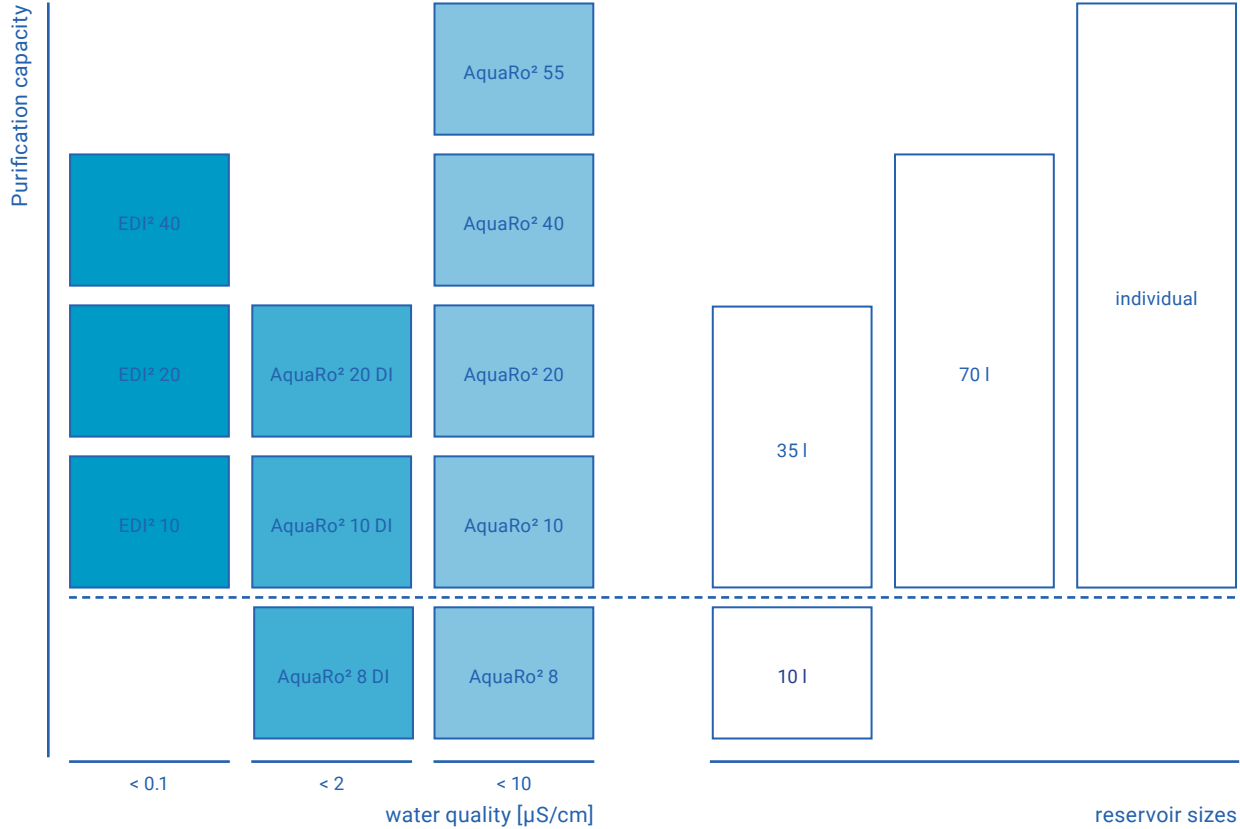 Purification capacity
AquaRo² 55
EDI² 40
AquaRo² 40
individual
EDI² 20
AquaRo² 20 DI
AquaRo² 20
70 l
35 l
EDI² 10
AquaRo² 10 DI
AquaRo² 10
AquaRo² 8 DI
AquaRo² 8
10 l
< 0.1
< 2
< 10
water quality [µS/cm]
reservoir sizes